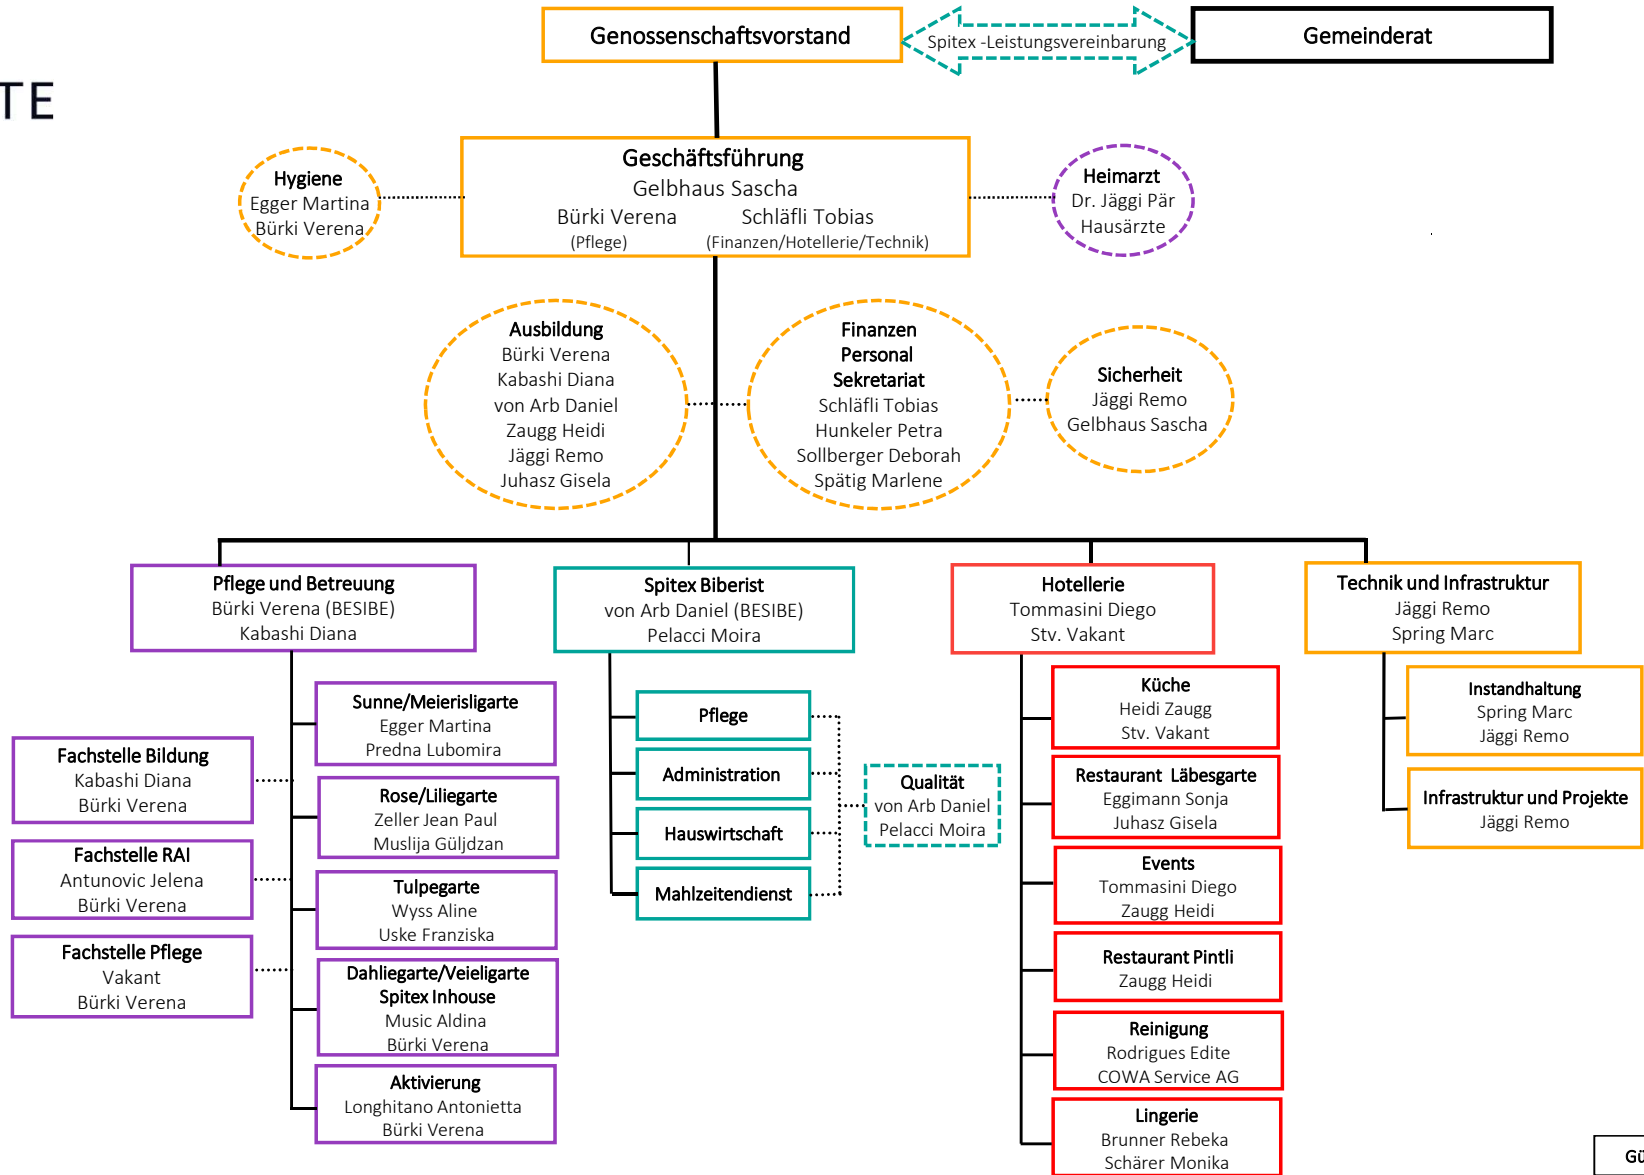 Genossenschaftsvorstand
Spitex -Leistungsvereinbarung
Gemeinderat
TE
Geschäftsführung
Gelbhaus Sascha
Bürki Verena Schläfli Tobias
(Pflege) (Finanzen/Hotellerie/Technik)
Hygiene
Egger Martina
Bürki Verena
Heimarzt
Dr. Jäggi Pär
Hausärzte
Ausbildung
Bürki Verena
Kabashi Diana
von Arb Daniel
Zaugg Heidi
Jäggi Remo
Juhasz Gisela
Finanzen
Personal
Sekretariat
Schläfli Tobias
Hunkeler Petra
Sollberger Deborah
Spätig Marlene
Sicherheit
Jäggi Remo
Gelbhaus Sascha
Pflege und Betreuung
Bürki Verena (BESIBE)
Kabashi Diana
Sunne/Meierisligarte
Egger Martina
Predna Lubomira
Fachstelle Bildung
Kabashi Diana
Bürki Verena
Rose/Liliegarte
Zeller Jean Paul
Muslija Güljdzan
Fachstelle RAI
Antunovic Jelena
Bürki Verena
Tulpegarte
Wyss Aline
Uske Franziska
Fachstelle Pflege
Vakant
Bürki Verena
Dahliegarte/Veieligarte
Spitex Inhouse
Music Aldina
Bürki Verena
Aktivierung
Longhitano Antonietta
Bürki Verena
Spitex Biberist
von Arb Daniel (BESIBE)
Pelacci Moira
Pflege
Administration
Hauswirtschaft
Mahlzeitendienst
Qualität
von Arb Daniel
Pelacci Moira
Hotellerie
Tommasini Diego
Stv. Vakant
Küche
Heidi Zaugg
Stv. Vakant
Restaurant Läbesgarte
Eggimann Sonja
Juhasz Gisela
Events
Tommasini Diego
Zaugg Heidi
Restaurant Pintli
Zaugg Heidi
Reinigung
Rodrigues Edite
COWA Service AG
Lingerie
Brunner Rebeka
Schärer Monika
Technik und Infrastruktur
Jäggi Remo
Spring Marc
Instandhaltung
Spring Marc
Jäggi Remo
Infrastruktur und Projekte
Jäggi Remo
Gü